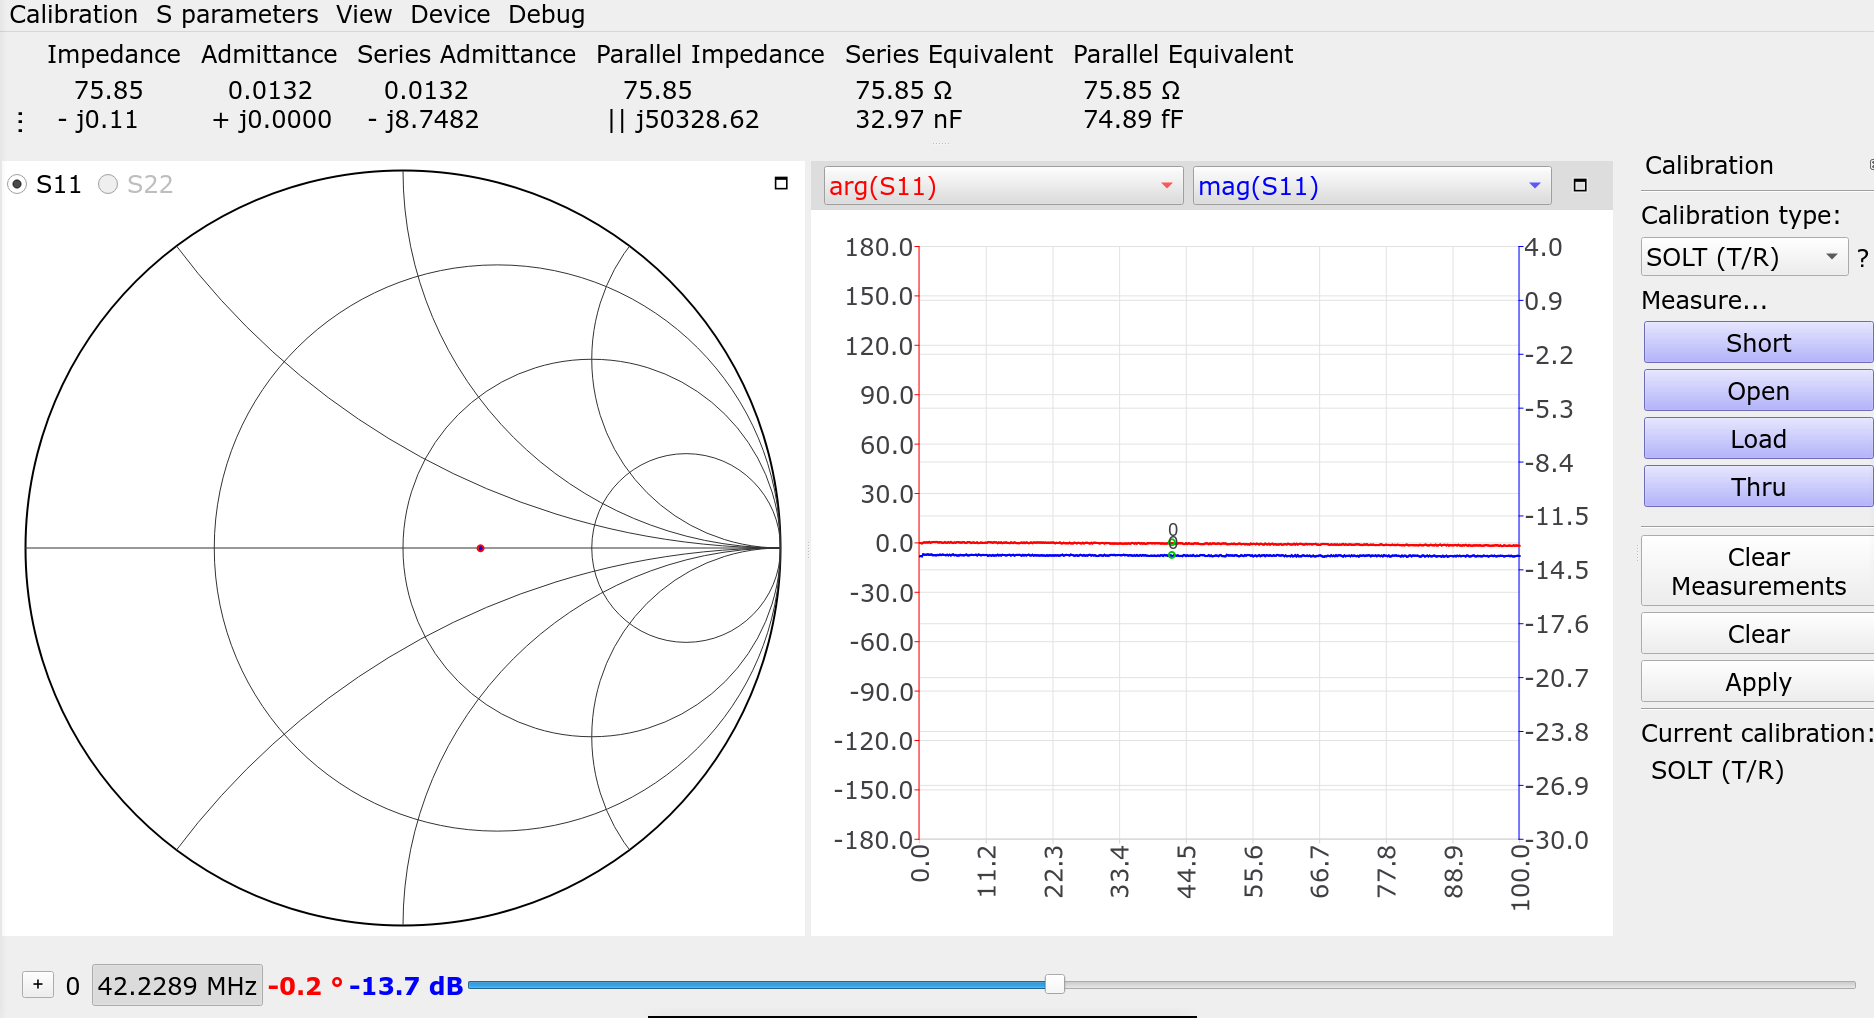 Calibration S parameters View Device Debug
Impedance Admittance Series Admittance Parallel Impedance Series Equivalent Parallel Equivalent
75.85 0.0132 0.0132 75.85 75.85 Ω 75.85 Ω
- j0.11 + j0.0000 - j8.7482 || j50328.62 32.97 nF 74.89 fF
S11 S22
arg(S11) mag(S11)
180.0
150.0
120.0
90.0
60.0
30.0
0.0
-30.0
-60.0
-90.0
-120.0
-150.0
-180.0
0
0
4.0
0.9
-2.2
-5.3
-8.4
-11.5
-14.5
-17.6
-20.7
-23.8
-26.9
-30.0
0.0 11.2 22.3 33.4 44.5 55.6 66.7 77.8 88.9 100.0
Calibration
Calibration type:
SOLT (T/R) ?
Measure...
Short
Open
Load
Thru
Clear
Measurements
Clear
Apply
Current calibration:
SOLT (T/R)
+ 0 42.2289 MHz -0.2 ° -13.7 dB